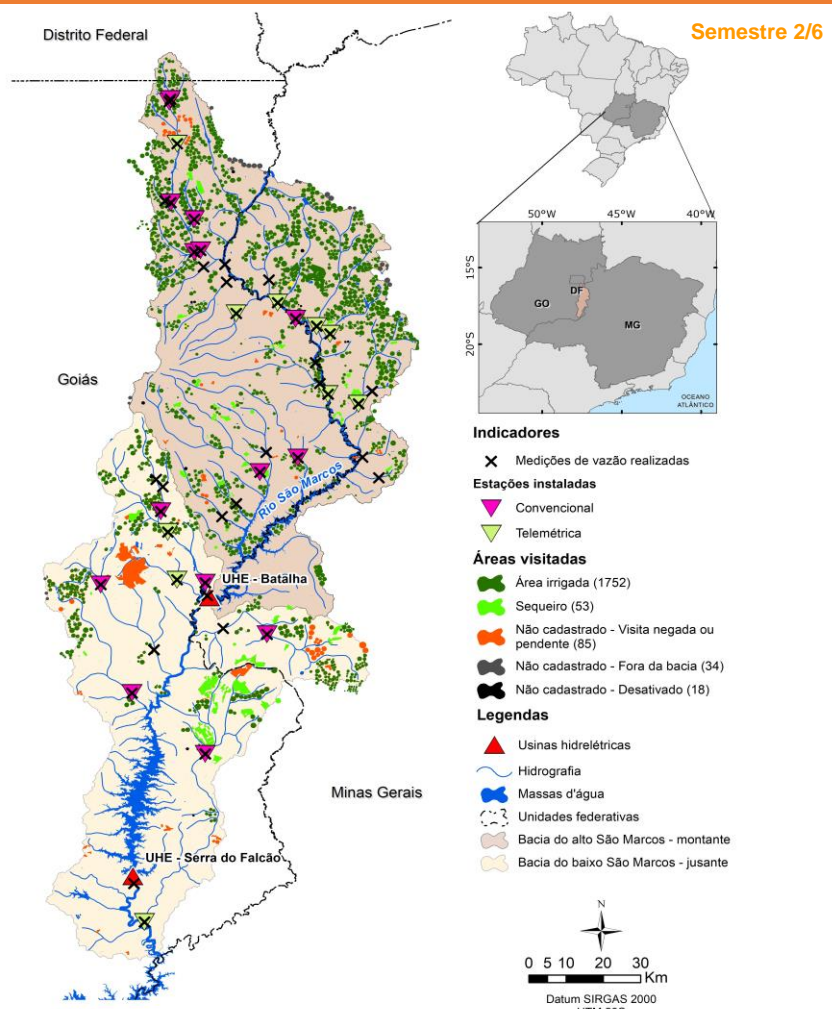 Semestre 2/6
Distrito Federal
Goiás
Rio São Marcos
UHE - Batalha
Minas Gerais
UHE - Serra do Falcão
50°W 45°W 40°W
15°S
20°S
DF
GO
MG
OCEANO
ATLÂNTICO
Indicadores
Medições de vazão realizadas
Estações instaladas
Convencional
Telemétrica
Áreas visitadas
Área irrigada (1752)
Sequeiro (53)
Não cadastrado - Visita negada ou
pendente (85)
Não cadastrado - Fora da bacia (34)
Não cadastrado - Desativado (18)
Legendas
Usinas hidrelétricas
Hidrografia
Massas d'água
Unidades federativas
Bacia do alto São Marcos - montante
Bacia do baixo São Marcos - jusante
N
0 5 10 20 30
Km
Datum SIRGAS 2000